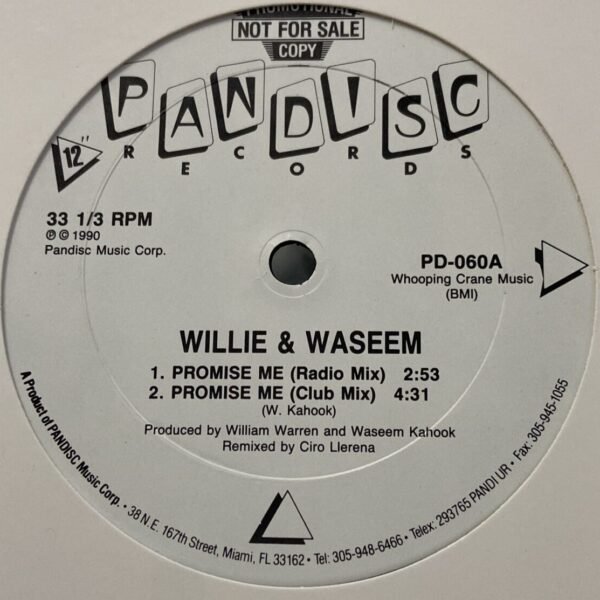 PROMOTIONAL
NOT FOR SALE
COPY
PANDISC
RECORDS
12"
33 1/3 RPM
℗ © 1990
Pandisc Music Corp.
PD-060A
Whooping Crane Music
(BMI)
WILLIE & WASEEM
1. PROMISE ME (Radio Mix) 2:53
2. PROMISE ME (Club Mix) 4:31
(W. Kahook)
Produced by William Warren and Waseem Kahook
Remixed by Ciro Llerena
A Product of PANDISC Music Corp. • 38 N.E. 167th Street, Miami, FL 33162 • Tel: 305-948-6466 • Telex: 293765 PANDI UR • Fax: 305-945-1055